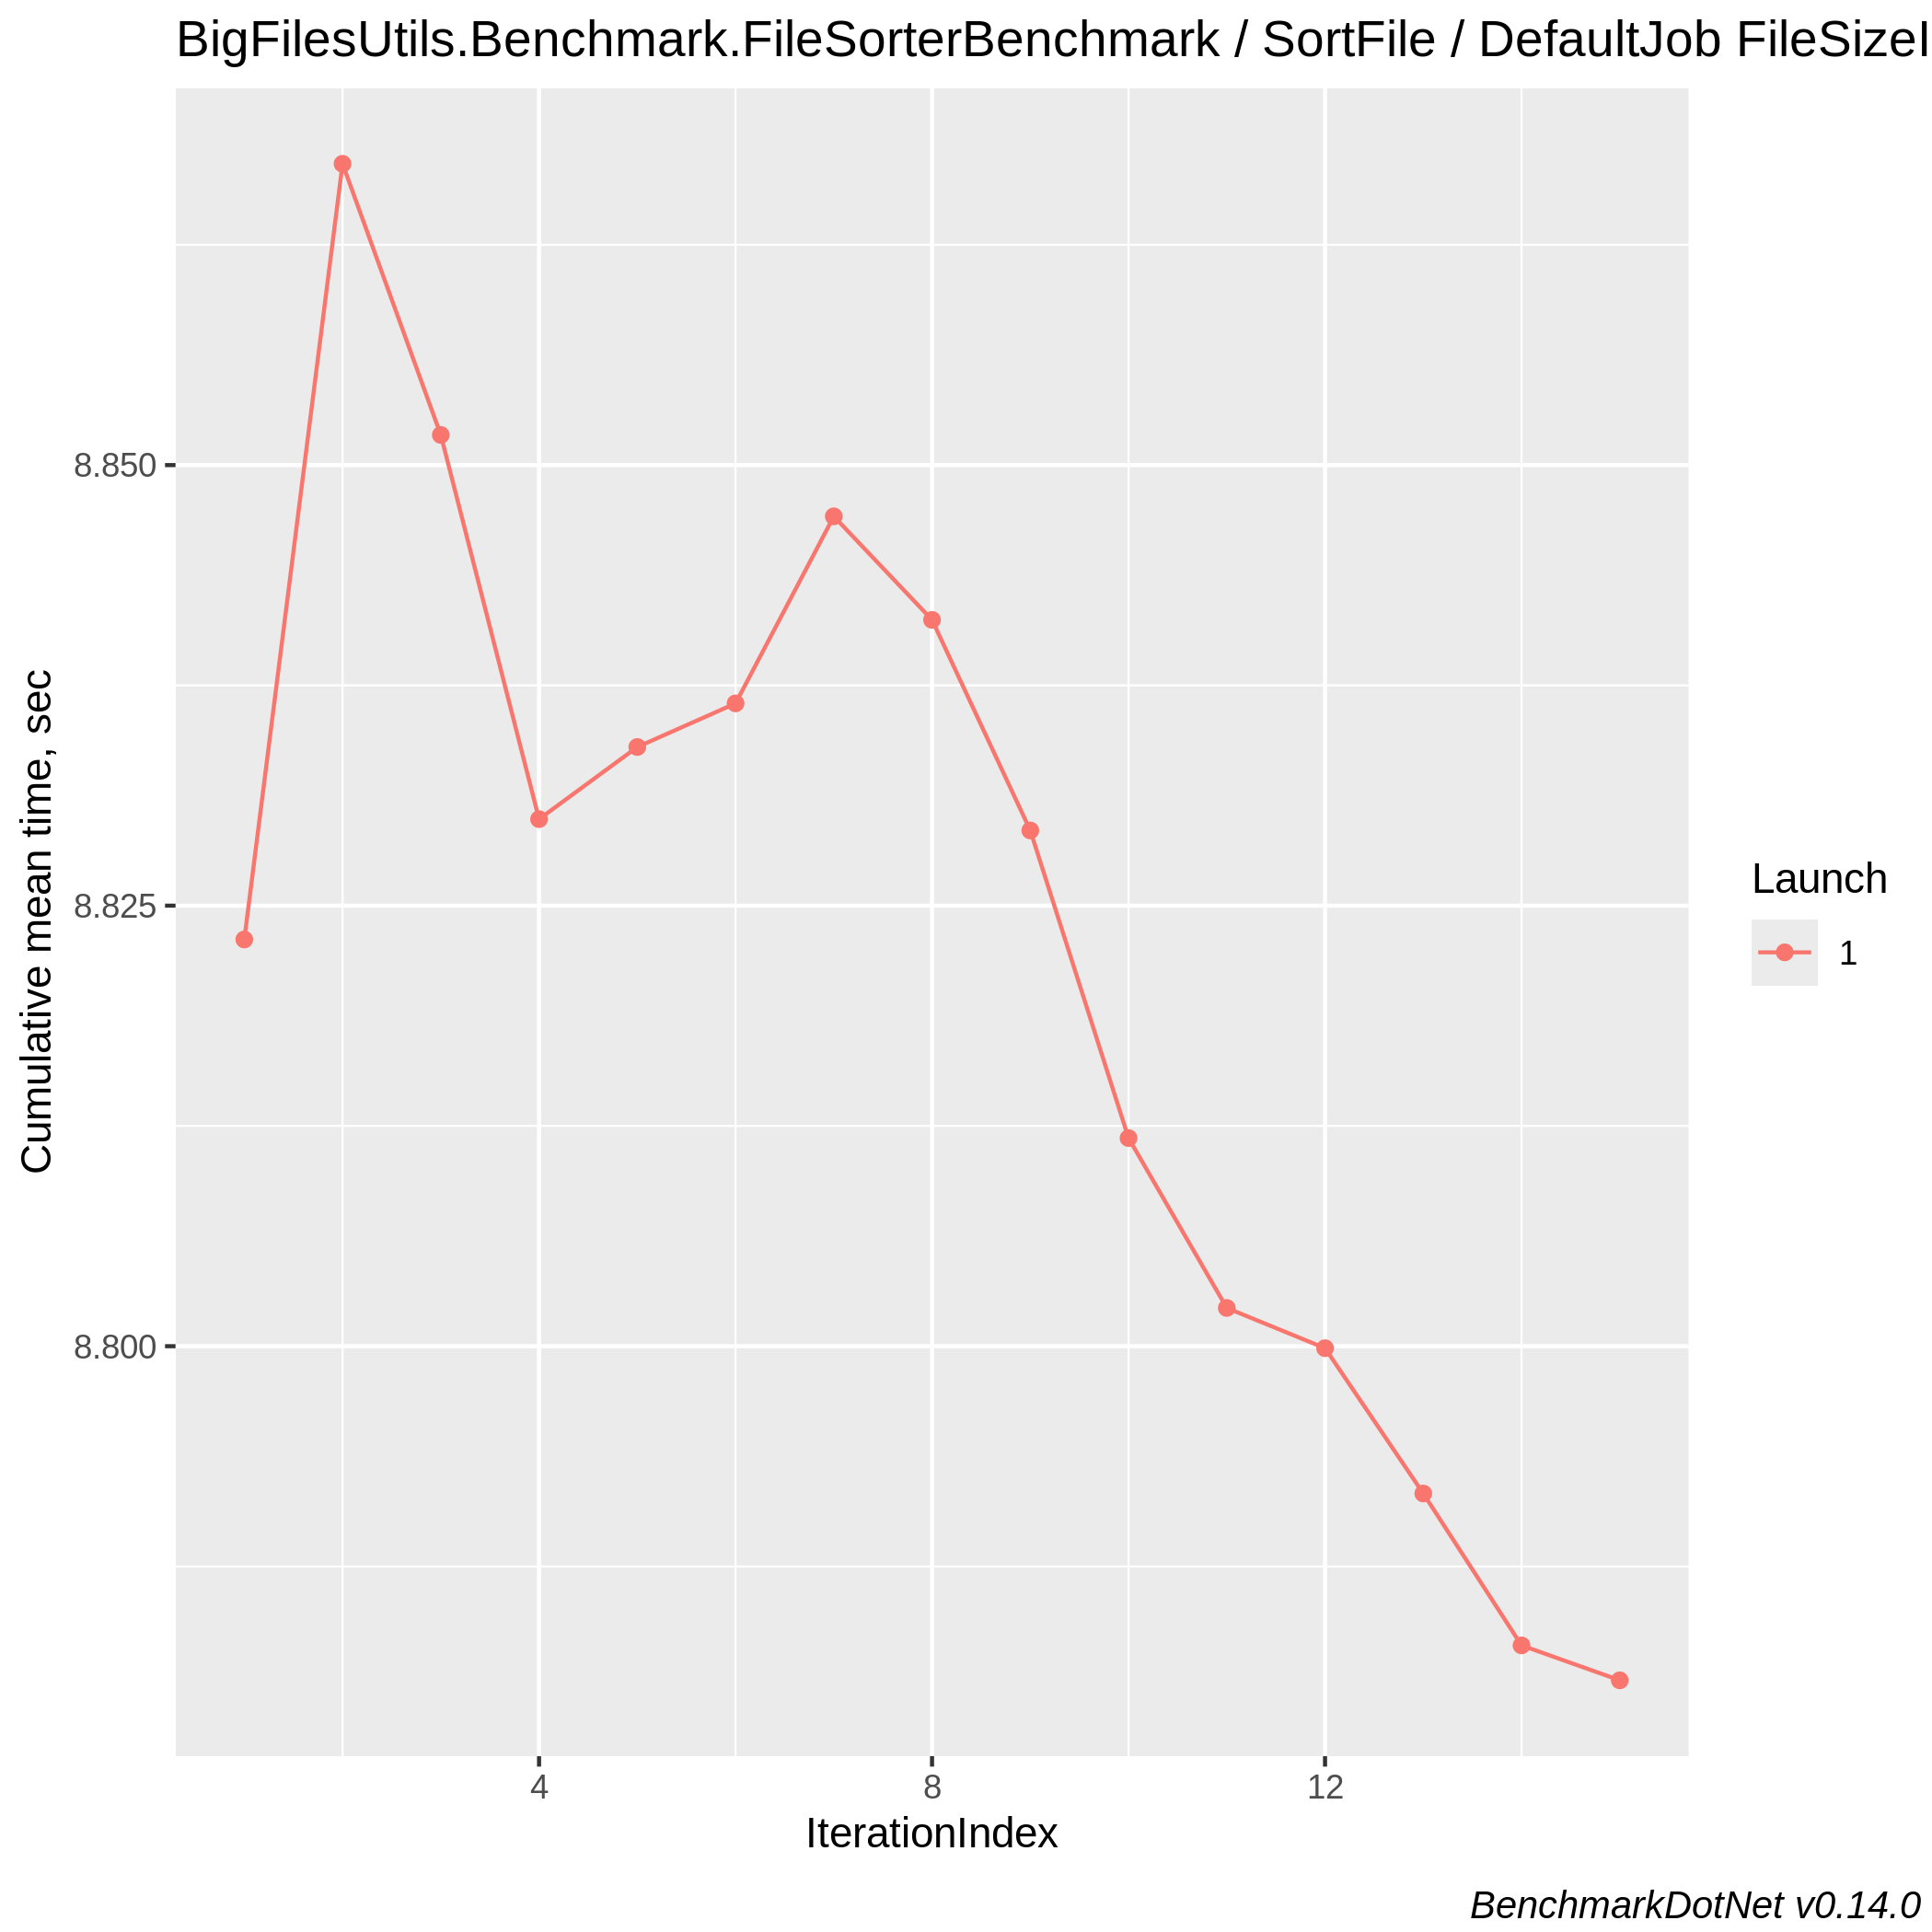 BigFilesUtils.Benchmark.FileSorterBenchmark / SortFile / DefaultJob FileSizeI
Cumulative mean time, sec
8.850
8.825
8.800
4 8 12
IterationIndex
Launch
1
BenchmarkDotNet v0.14.0